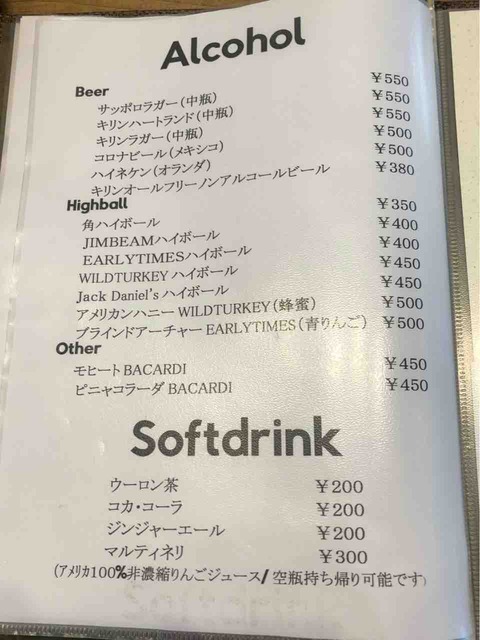 Alcohol
Beer
サッポロラガー(中瓶) ￥550
キリンハートランド(中瓶) ￥550
キリンラガー(中瓶) ￥550
コロナビール(メキシコ) ￥500
ハイネケン(オランダ) ￥500
キリンオールフリーノンアルコールビール ￥380
Highball
角ハイボール ￥350
JIMBEAMハイボール ￥400
EARLYTIMESハイボール ￥400
WILDTURKEY ハイボール ￥450
Jack Daniel's ハイボール ￥450
アメリカンハニー WILDTURKEY(蜂蜜) ￥500
ブラインドアーチャー EARLYTIMES(青りんご) ￥500
Other
モヒート BACARDI ￥450
ピニャコラーダ BACARDI ￥450
Softdrink
ウーロン茶 ￥200
コカ・コーラ ￥200
ジンジャーエール ￥200
マルティネリ ￥300
(アメリカ100%非濃縮りんごジュース/ 空瓶持ち帰り可能です)